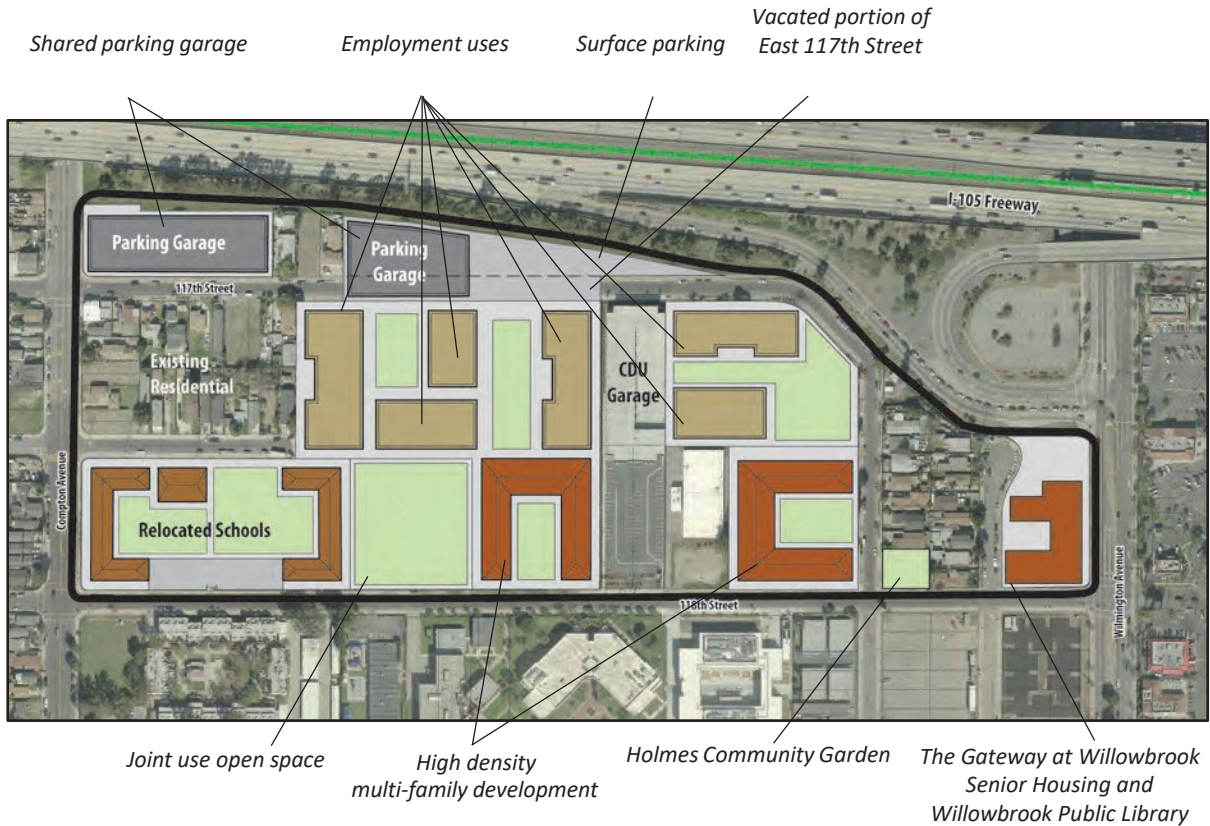 Shared parking garage
Employment uses
Surface parking
Vacated portion of
East 117th Street
I-105 Freeway
Parking Garage
Parking
Garage
117th Street
Existing
Residential
CDU
Garage
Compton Avenue
Relocated Schools
118th Street
Wilmington Avenue
Joint use open space
High density
multi-family development
Holmes Community Garden
The Gateway at Willowbrook
Senior Housing and
Willowbrook Public Library